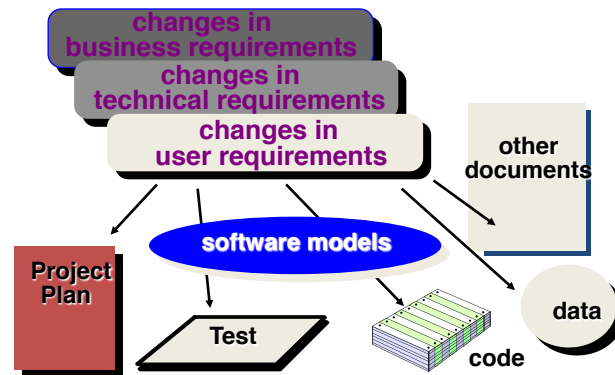 changes in
business requirements
changes in
technical requirements
changes in
user requirements
other
documents
software models
Project
Plan
Test
code
data